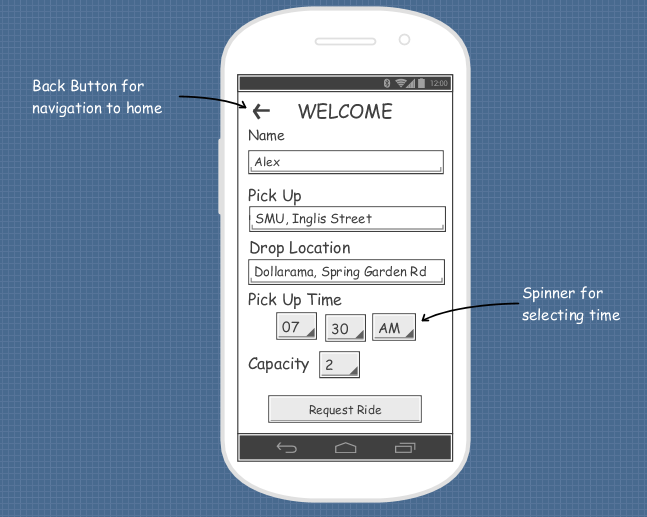 12:00
Back Button for
navigation to home
WELCOME
Name
Alex
Pick Up
SMU, Inglis Street
Drop Location
Dollarama, Spring Garden Rd
Pick Up Time
07 30 AM
Spinner for
selecting time
Capacity 2
Request Ride